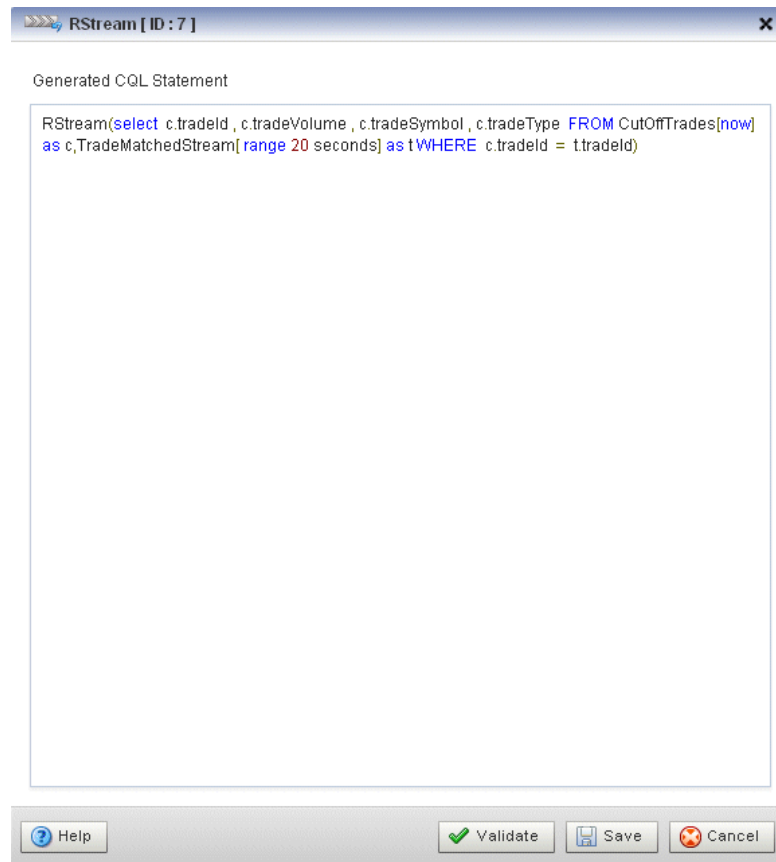 RStream [ ID : 7 ]
Generated CQL Statement
RStream(select c.tradeId , c.tradeVolume , c.tradeSymbol , c.tradeType FROM CutOffTrades[now]
as c,TradeMatchedStream[ range 20 seconds] as t WHERE c.tradeId = t.tradeId)
Help Validate Save Cancel